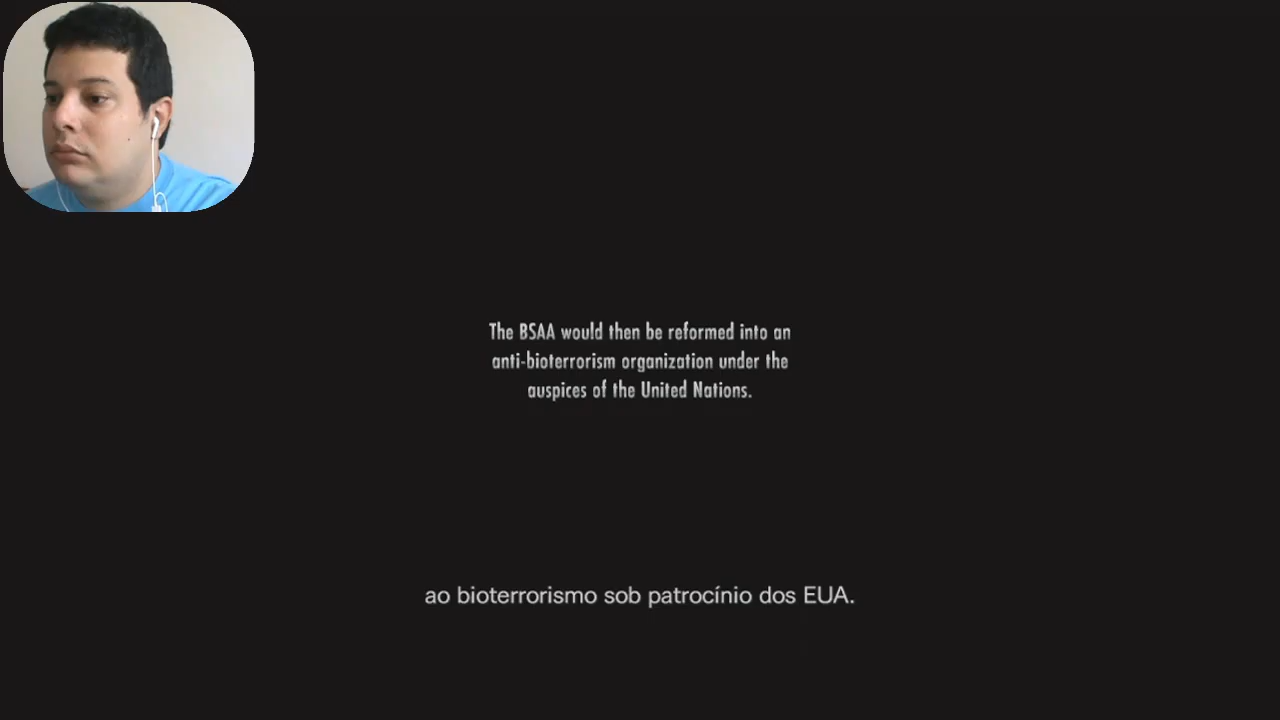 The BSAA would then be reformed into an
anti-bioterrorism organization under the
auspices of the United Nations.
ao bioterrorismo sob patrocínio dos EUA.